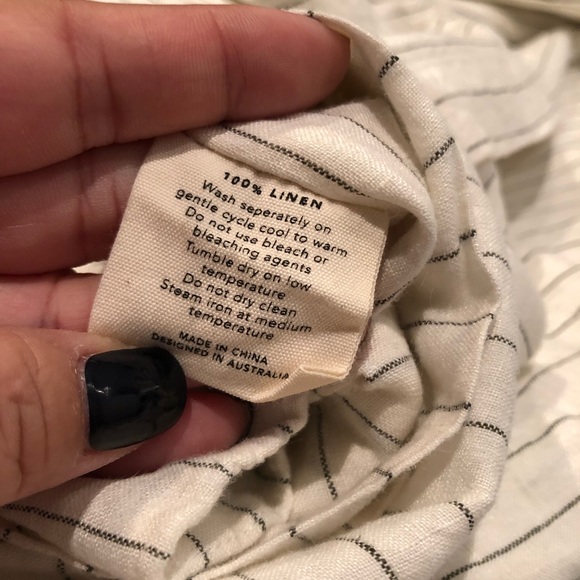 100% LINEN
Wash seperately on
gentle cycle cool to warm
Do not use bleach or
bleaching agents
Tumble dry on low
temperature
Do not dry clean
Steam iron at medium
temperature
MADE IN CHINA
DESIGNED IN AUSTRALIA